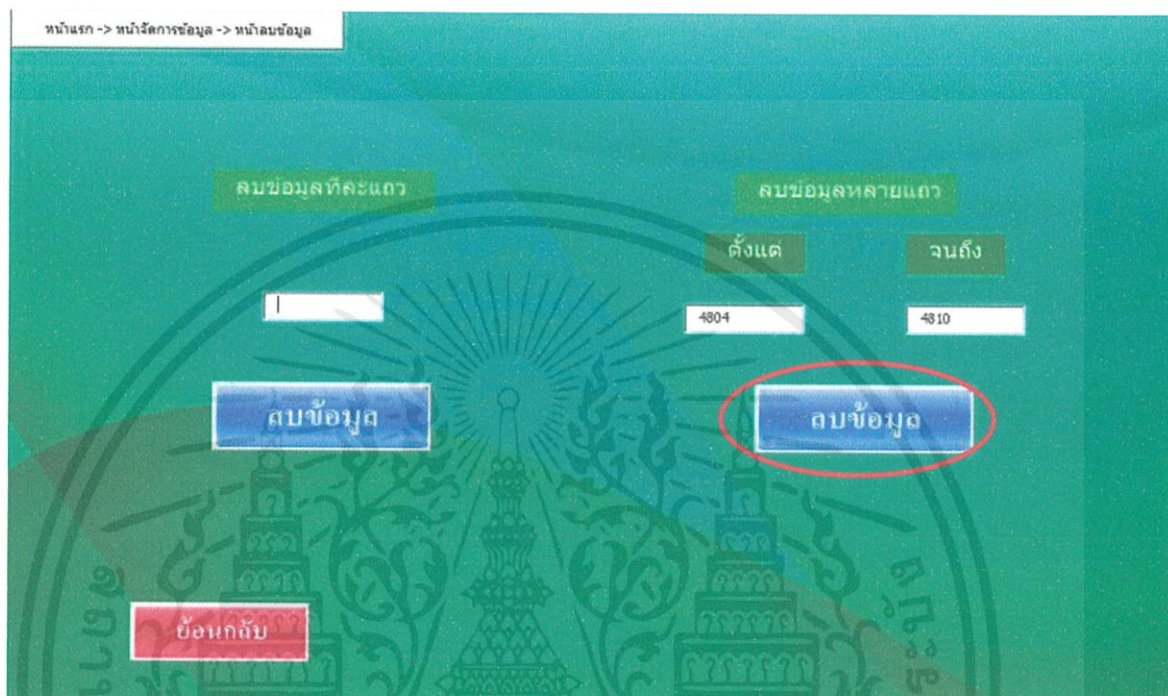 หน้าแรก -> หน้าจัดการข้อมูล -> หน้าลบข้อมูล
ลบข้อมูลทีละแถว
ลบข้อมูลหลายแถว
ตั้งแต่
จนถึง
4804
4810
ลบข้อมูล
ลบข้อมูล
ย้อนกลับ